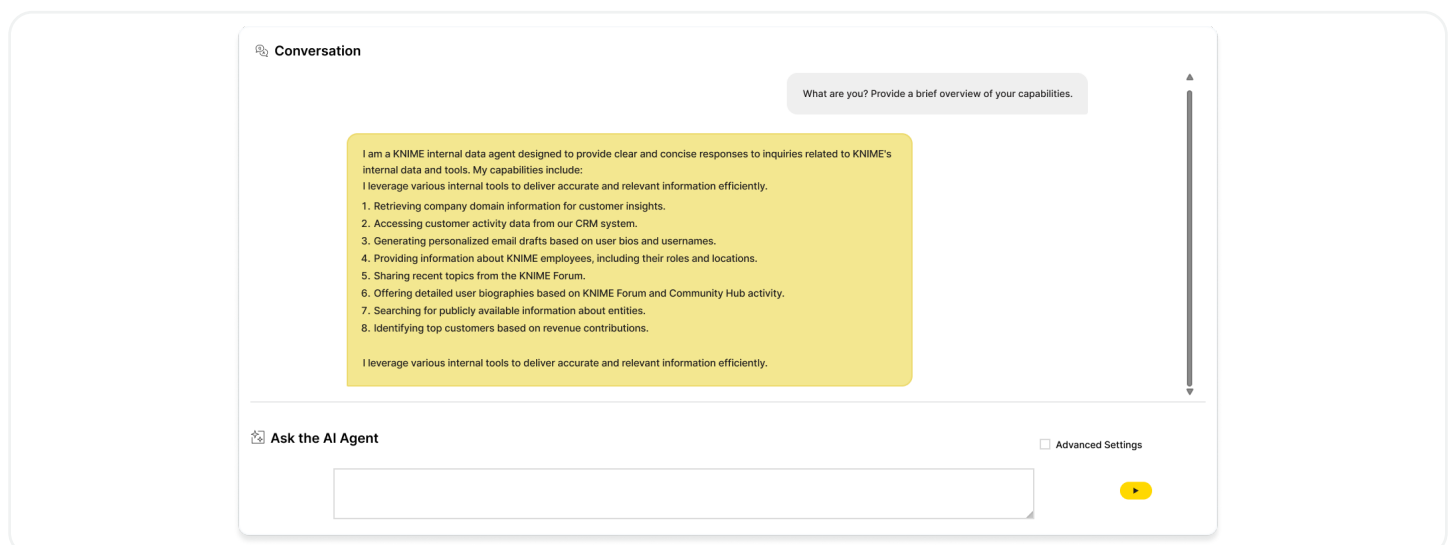 Conversation
What are you? Provide a brief overview of your capabilities.
I am a KNIME internal data agent designed to provide clear and concise responses to inquiries related to KNIME's
internal data and tools. My capabilities include:
I leverage various internal tools to deliver accurate and relevant information efficiently.
1. Retrieving company domain information for customer insights.
2. Accessing customer activity data from our CRM system.
3. Generating personalized email drafts based on user bios and usernames.
4. Providing information about KNIME employees, including their roles and locations.
5. Sharing recent topics from the KNIME Forum.
6. Offering detailed user biographies based on KNIME Forum and Community Hub activity.
7. Searching for publicly available information about entities.
8. Identifying top customers based on revenue contributions.
I leverage various internal tools to deliver accurate and relevant information efficiently.
Ask the AI Agent
Advanced Settings